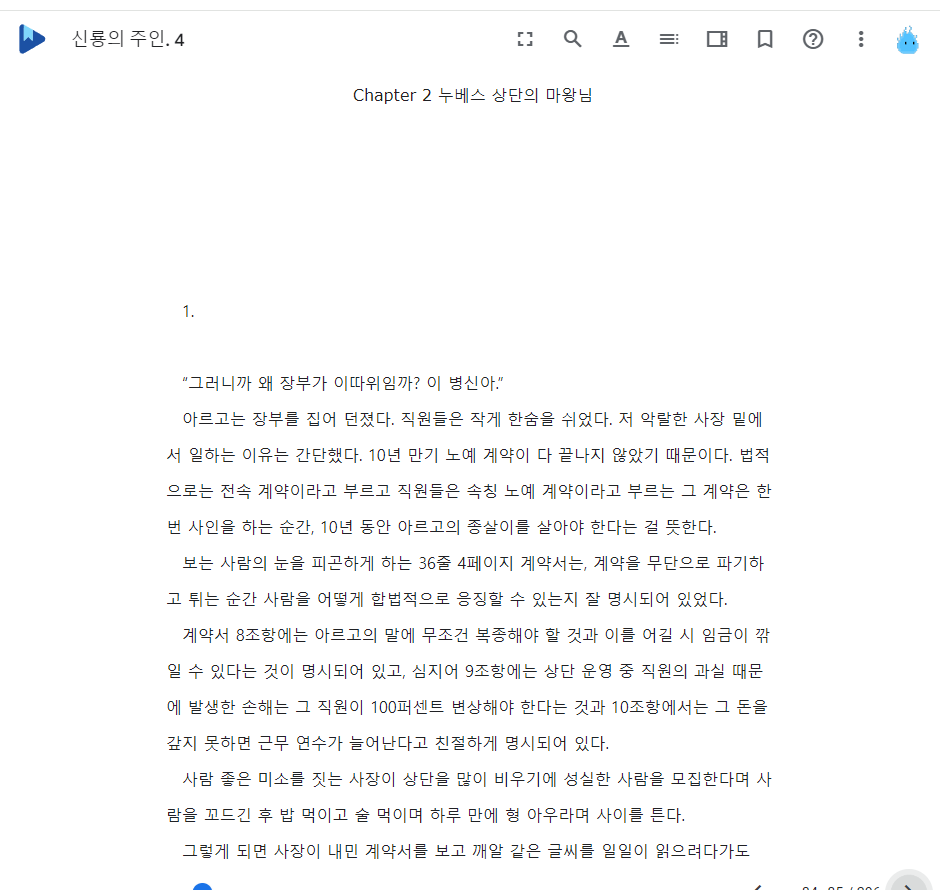 신룡의 주인. 4
Chapter 2 누베스 상단의 마왕님
1.
“그러니까 왜 장부가 이따위임까? 이 병신아.”
아르고는 장부를 집어 던졌다. 직원들은 작게 한숨을 쉬었다. 저 악랄한 사장 밑에
서 일하는 이유는 간단했다. 10년 만기 노예 계약이 다 끝나지 않았기 때문이다. 법적
으로는 전속 계약이라고 부르고 직원들은 속칭 노예 계약이라고 부르는 그 계약은 한
번 사인을 하는 순간, 10년 동안 아르고의 종살이를 살아야 한다는 걸 뜻한다.
보는 사람의 눈을 피곤하게 하는 36줄 4페이지 계약서는, 계약을 무단으로 파기하
고 튀는 순간 사람을 어떻게 합법적으로 응징할 수 있는지 잘 명시되어 있었다.
계약서 8조항에는 아르고의 말에 무조건 복종해야 할 것과 이를 어길 시 임금이 깎
일 수 있다는 것이 명시되어 있고, 심지어 9조항에는 상단 운영 중 직원의 과실 때문
에 발생한 손해는 그 직원이 100퍼센트 변상해야 한다는 것과 10조항에서는 그 돈을
갚지 못하면 근무 연수가 늘어난다고 친절하게 명시되어 있다.
사람 좋은 미소를 짓는 사장이 상단을 많이 비우기에 성실한 사람을 모집한다며 사
람을 꼬드긴 후 밥 먹이고 술 먹이며 하루 만에 형 아우라며 사이를 튼다.
그렇게 되면 사장이 내민 계약서를 보고 깨알 같은 글씨를 일일이 읽으려다가도